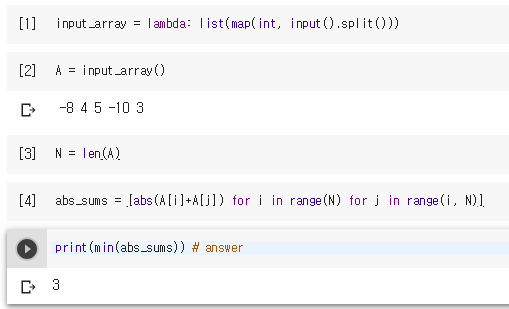 [1] input_array = lambda: list(map(int, input().split()))
[2] A = input_array()
-8 4 5 -10 3
[3] N = len(A)
[4] abs_sums = [abs(A[i]+A[j]) for i in range(N) for j in range(i, N)]
print(min(abs_sums)) # answer
3